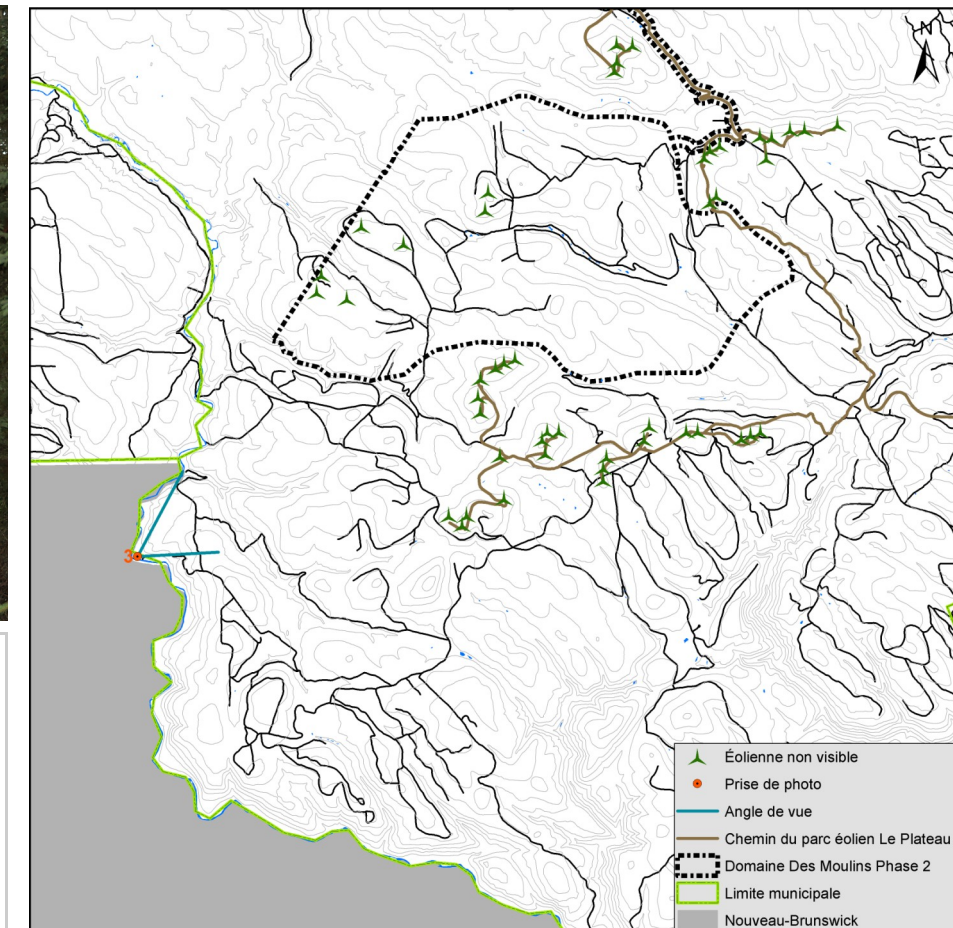 N
3
Éolienne non visible
Prise de photo
Angle de vue
Chemin du parc éolien Le Plateau
Domaine Des Moulins Phase 2
Limite municipale
Nouveau-Brunswick